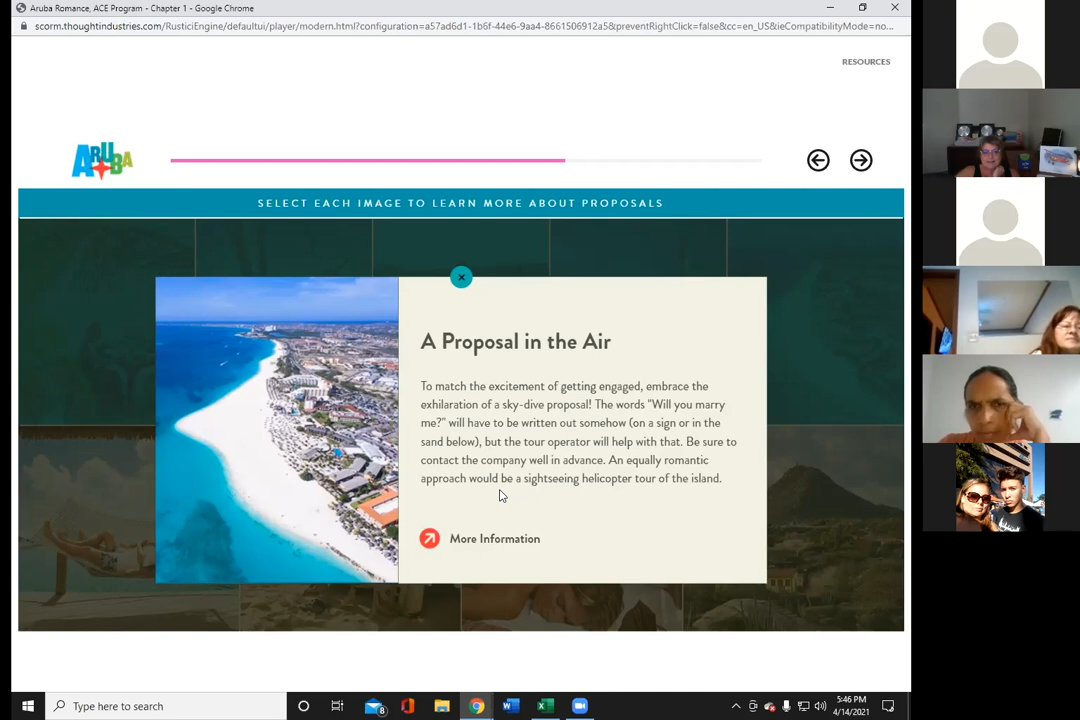 Aruba Romance, ACE Program - Chapter 1 - Google Chrome
scorm.thoughtindustries.com/RusticiEngine/defaultui/player/modern.html?configuration=a57ad6d1-1b6f-44e6-9aa4-8661506912a5&preventRightClick=false&cc=en_US&ieCompatibilityMode=no...
RESOURCES
ARUBA
SELECT EACH IMAGE TO LEARN MORE ABOUT PROPOSALS
A Proposal in the Air
To match the excitement of getting engaged, embrace the
exhilaration of a sky-dive proposal! The words "Will you marry
me?" will have to be written out somehow (on a sign or in the
sand below), but the tour operator will help with that. Be sure to
contact the company well in advance. An equally romantic
approach would be a sightseeing helicopter tour of the island.
More Information
Type here to search
8
5:46 PM
4/14/2021